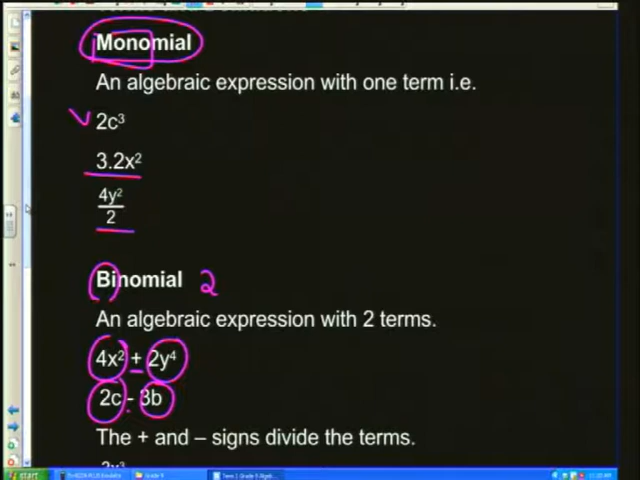 Monomial
An algebraic expression with one term i.e.
2c³
3.2x²
4y²
2
Binomial 2
An algebraic expression with 2 terms.
4x² + 2y⁴
2c - 3b
The + and – signs divide the terms.
start